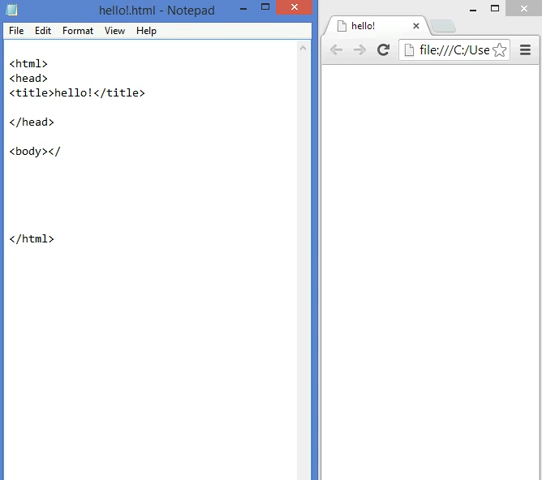 hello!.html - Notepad
File Edit Format View Help
<html>
<head>
<title>hello!</title>
</head>
<body></
</html>
hello!
file:///C:/Use